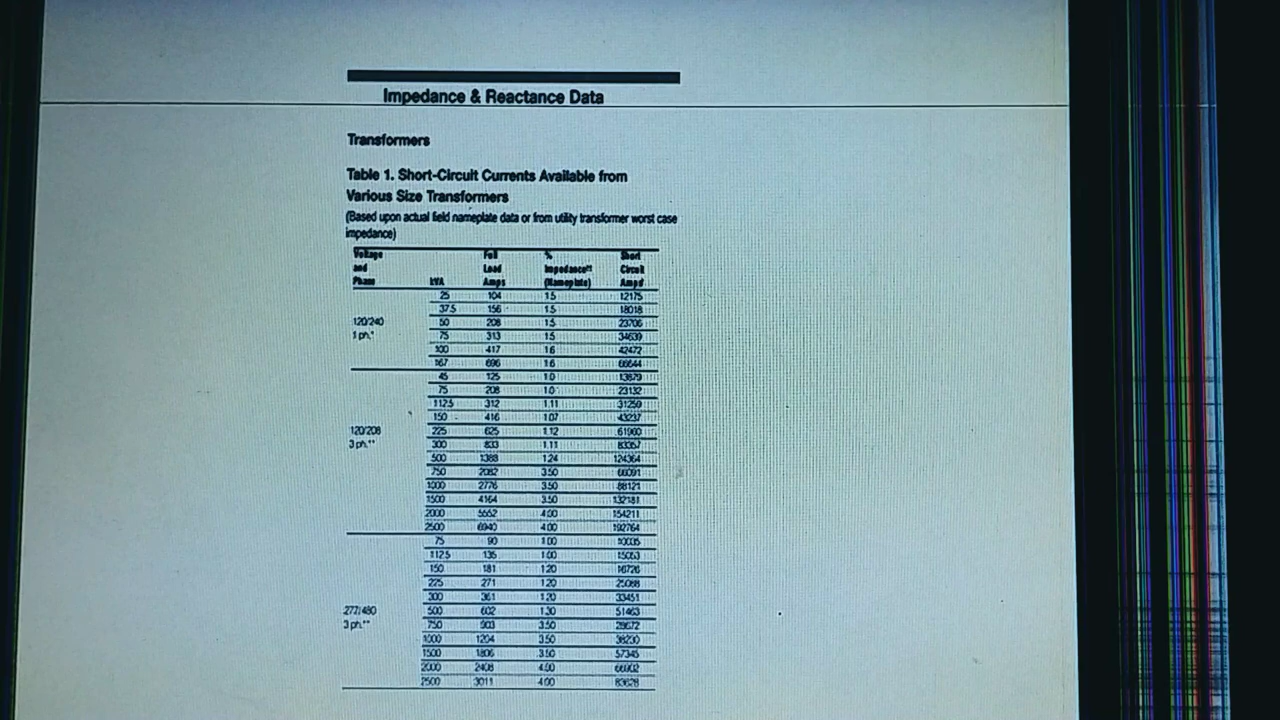 Impedance & Reactance Data
Transformers
Table 1. Short-Circuit Currents Available from
Various Size Transformers
(Based upon actual field nameplate data or from utility transformer worst case
impedance)
Voltage Full % Short
and Load Impedance†† Circuit
Phase kVA Amps (Nameplate) Amps†
25 104 1.5 12175
37.5 156 1.5 18018
120/240 50 208 1.5 23706
1 ph.* 75 313 1.5 34639
100 417 1.6 42472
167 696 1.6 66644
45 125 1.0 13879
75 208 1.0 23132
112.5 312 1.11 31259
150 416 1.07 43237
120/208 225 625 1.12 61960
3 ph.** 300 833 1.11 83357
500 1388 1.24 124364
750 2082 3.50 66091
1000 2776 3.50 88121
1500 4164 3.50 132181
2000 5552 4.00 154211
2500 6940 4.00 192764
75 90 1.00 10035
112.5 135 1.00 15053
150 181 1.20 16726
225 271 1.20 25088
300 361 1.20 33451
277/480 500 602 1.30 51463
3 ph.** 750 903 3.50 28672
1000 1204 3.50 38230
1500 1806 3.50 57345
2000 2408 4.00 66902
2500 3011 4.00 83628